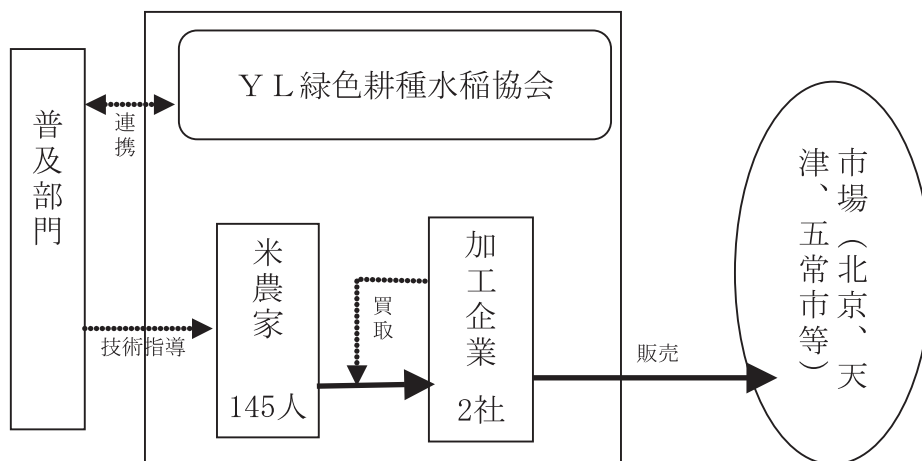 YL緑色耕種水稲協会
普及部門
連携
技術指導
米農家
145人
買取
加工企業
2社
販売
市場（北京、天
津、五常市等）